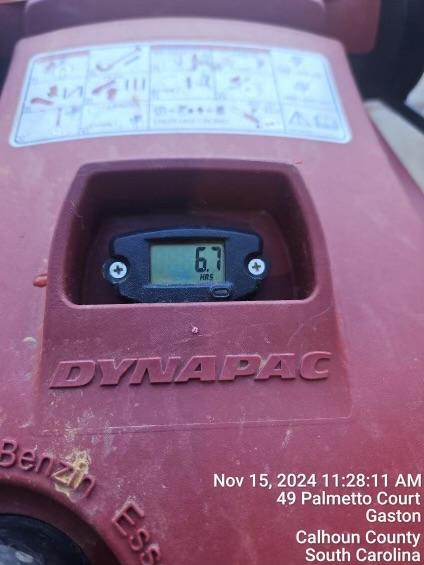 6.7
HRS
DYNAPAC
Benzin Ess
Nov 15, 2024 11:28:11 AM
49 Palmetto Court
Gaston
Calhoun County
South Carolina